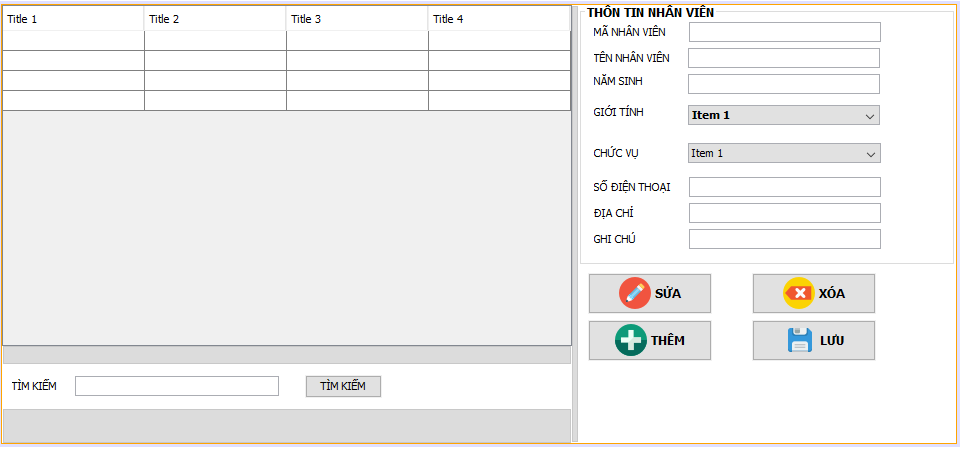 Title 1 Title 2 Title 3 Title 4
TÌM KIẾM TÌM KIẾM
THÔN TIN NHÂN VIÊN
MÃ NHÂN VIÊN
TÊN NHÂN VIÊN
NĂM SINH
GIỚI TÍNH Item 1
CHỨC VỤ Item 1
SỐ ĐIỆN THOẠI
ĐỊA CHỈ
GHI CHÚ
SỬA XÓA
THÊM LƯU